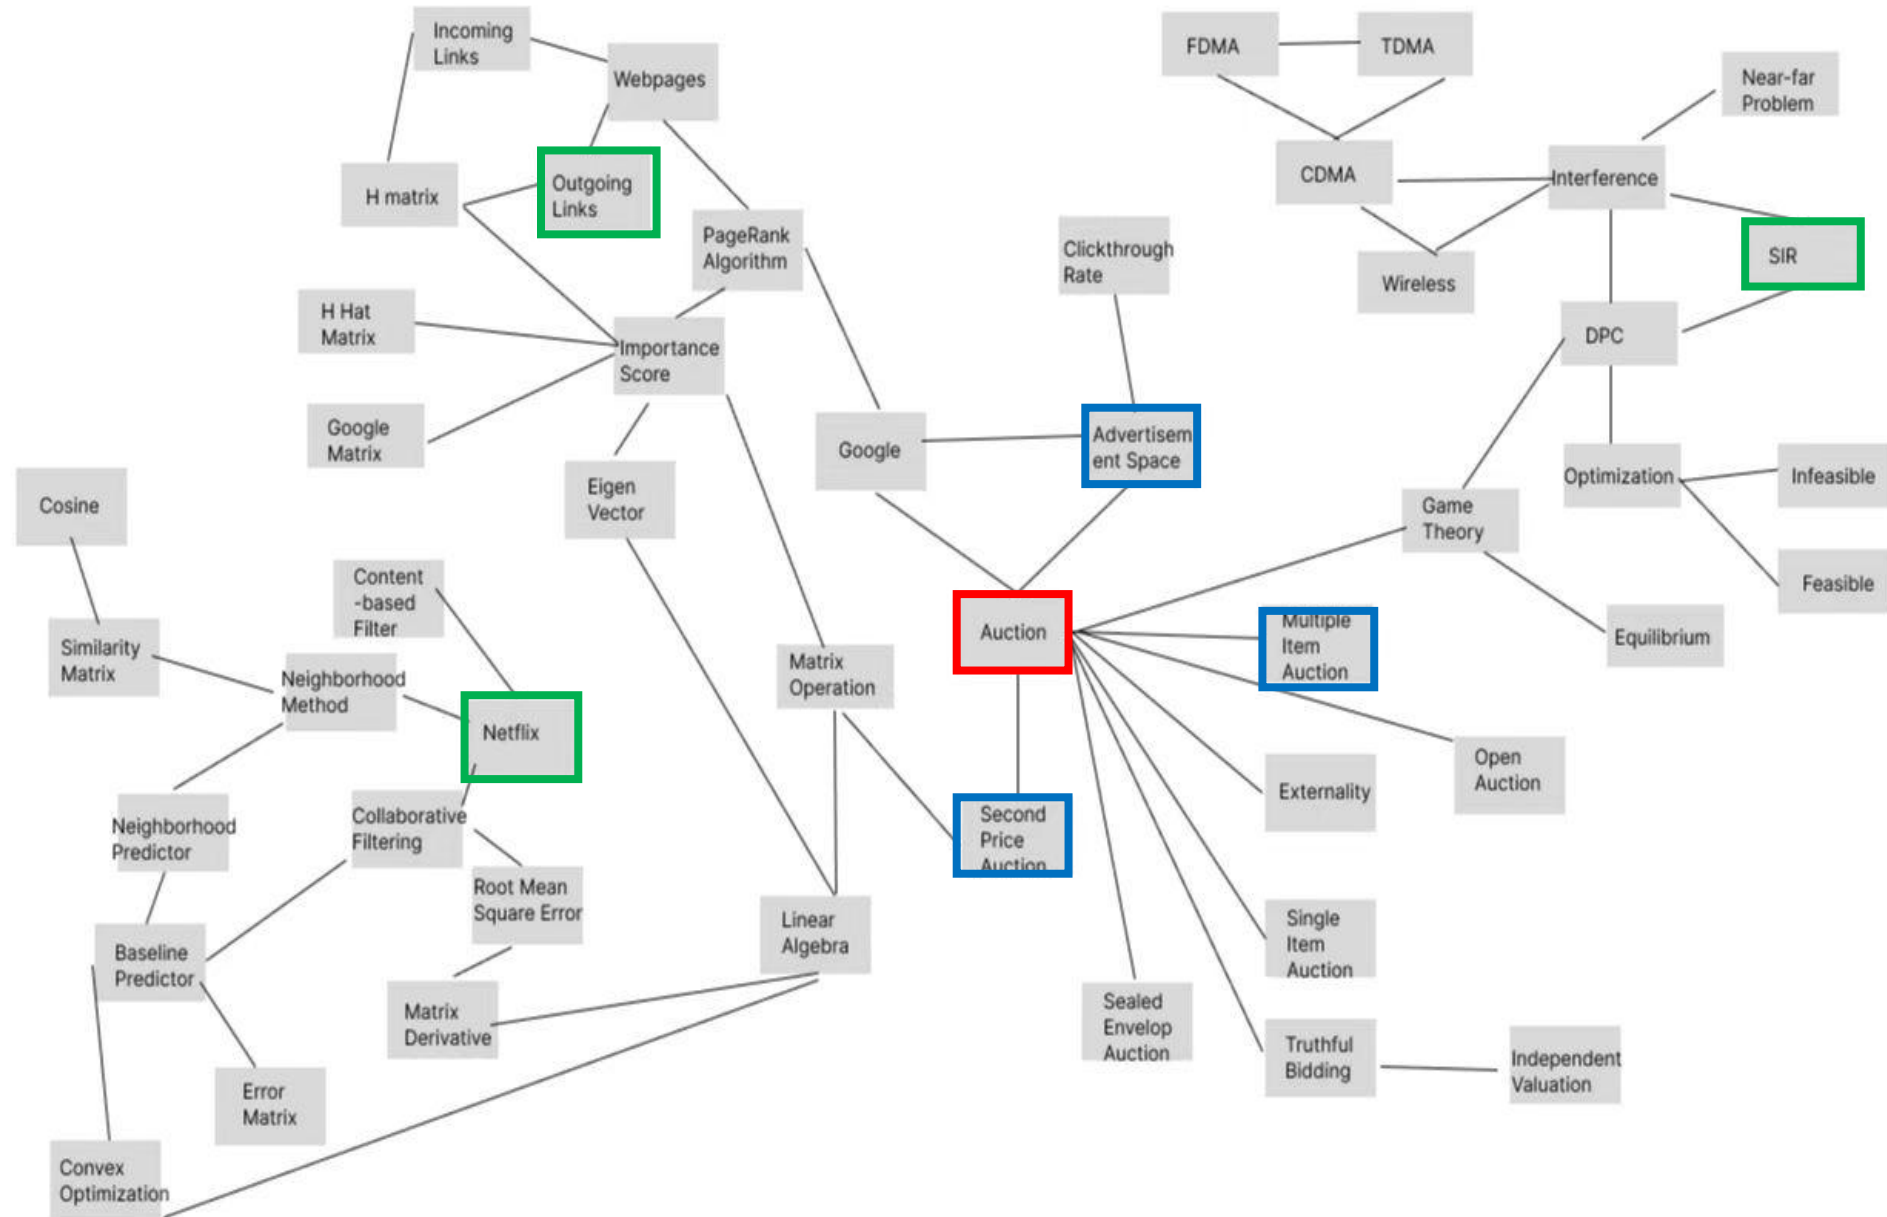 Incoming
Links
Webpages
FDMA
TDMA
Near-far
Problem
H matrix
Outgoing
Links
CDMA
Interference
PageRank
Algorithm
Clickthrough
Rate
SIR
Wireless
H Hat
Matrix
Importance
Score
DPC
Google
Matrix
Google
Advertisem
ent Space
Cosine
Eigen
Vector
Game
Theory
Optimization
Infeasible
Content
-based
Filter
Feasible
Similarity
Matrix
Neighborhood
Method
Matrix
Operation
Auction
Multiple
Item
Auction
Equilibrium
Netflix
Open
Auction
Neighborhood
Predictor
Collaborative
Filtering
Second
Price
Auction
Externality
Root Mean
Square Error
Baseline
Predictor
Linear
Algebra
Single
Item
Auction
Matrix
Derivative
Sealed
Envelop
Auction
Truthful
Bidding
Independent
Valuation
Error
Matrix
Convex
Optimization